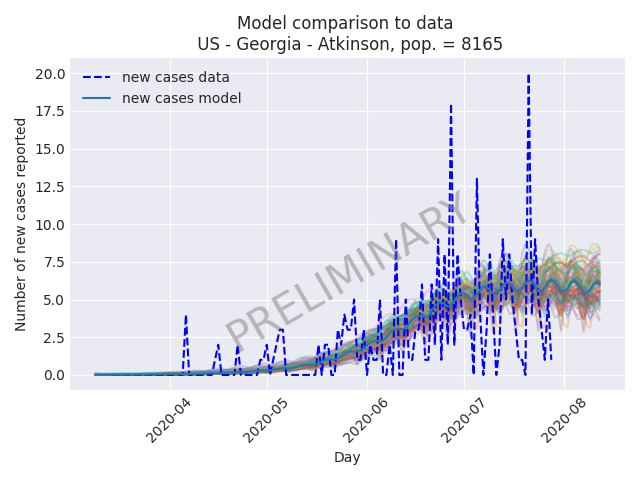 Model comparison to data
US - Georgia - Atkinson, pop. = 8165
new cases data
new cases model
Number of new cases reported
20.0
17.5
15.0
12.5
10.0
7.5
5.0
2.5
0.0
PRELIMINARY
2020-04
2020-05
2020-06
2020-07
2020-08
Day